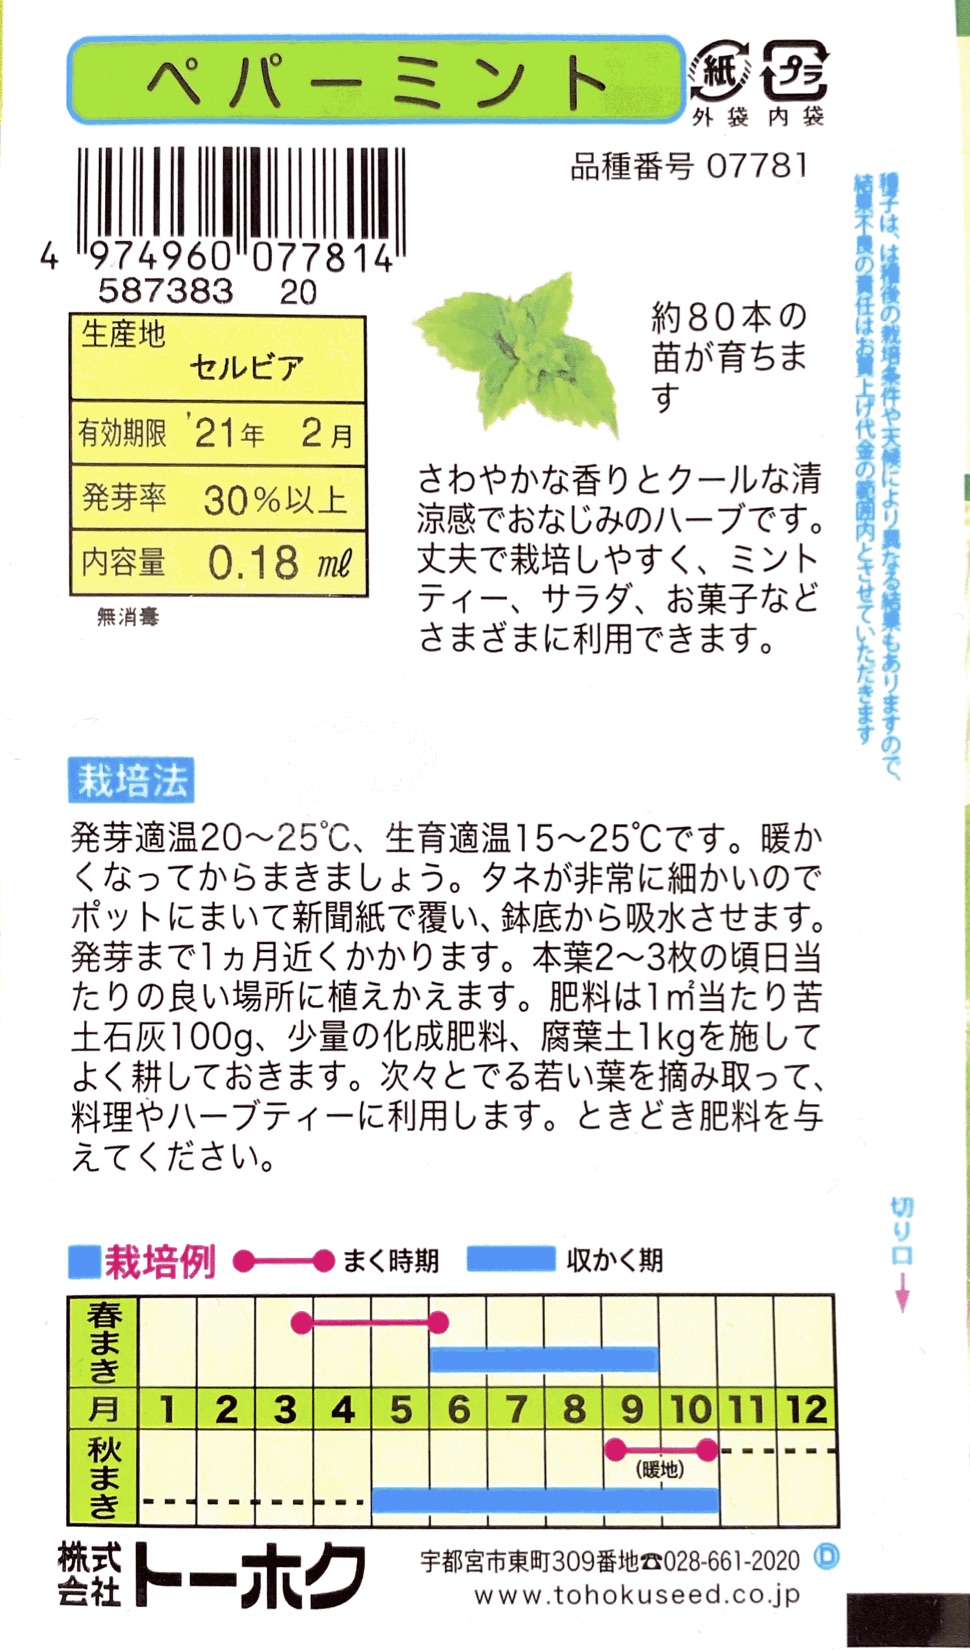 ペパーミント
紙
プラ
外袋 内袋
品種番号 07781
4 974960 077814
587383 20
生産地
セルビア
有効期限 '21年 2月
発芽率 30%以上
内容量 0.18 ㎖
無消毒
約80本の
苗が育ちま
す
さわやかな香りとクールな清
涼感でおなじみのハーブです。
丈夫で栽培しやすく、ミント
ティー、サラダ、お菓子など
さまざまに利用できます。
種子は、は種後の栽培条件や天候により異なる結果もありますので、
結果不良の責任はお買上げ代金の範囲内とさせていただきます
栽培法
発芽適温20〜25℃、生育適温15〜25℃です。暖か
くなってからまきましょう。タネが非常に細かいので
ポットにまいて新聞紙で覆い、鉢底から吸水させます。
発芽まで1ヵ月近くかかります。本葉2〜3枚の頃日当
たりの良い場所に植えかえます。肥料は1㎡当たり苦
土石灰100g、少量の化成肥料、腐葉土1kgを施して
よく耕しておきます。次々とでる若い葉を摘み取って、
料理やハーブティーに利用します。ときどき肥料を与
えてください。
切り口
栽培例 まく時期 収かく期
春まき
月 1 2 3 4 5 6 7 8 9 10 11 12
秋まき
(暖地)
株式会社 トーホク
宇都宮市東町309番地☎028-661-2020 D
www.tohokuseed.co.jp